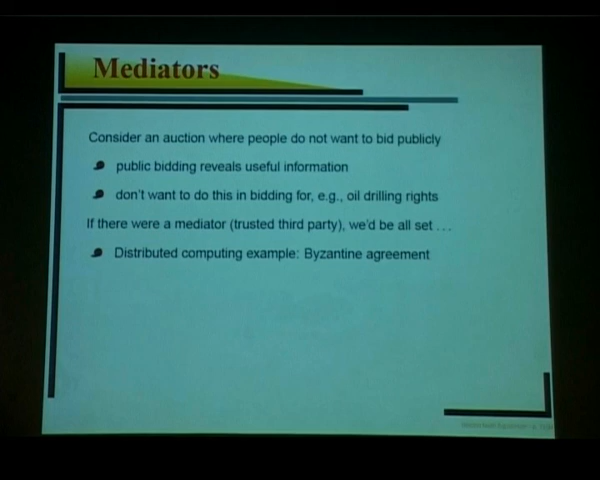 Mediators
Consider an auction where people do not want to bid publicly
public bidding reveals useful information
don't want to do this in bidding for, e.g., oil drilling rights
If there were a mediator (trusted third party), we'd be all set ...
Distributed computing example: Byzantine agreement